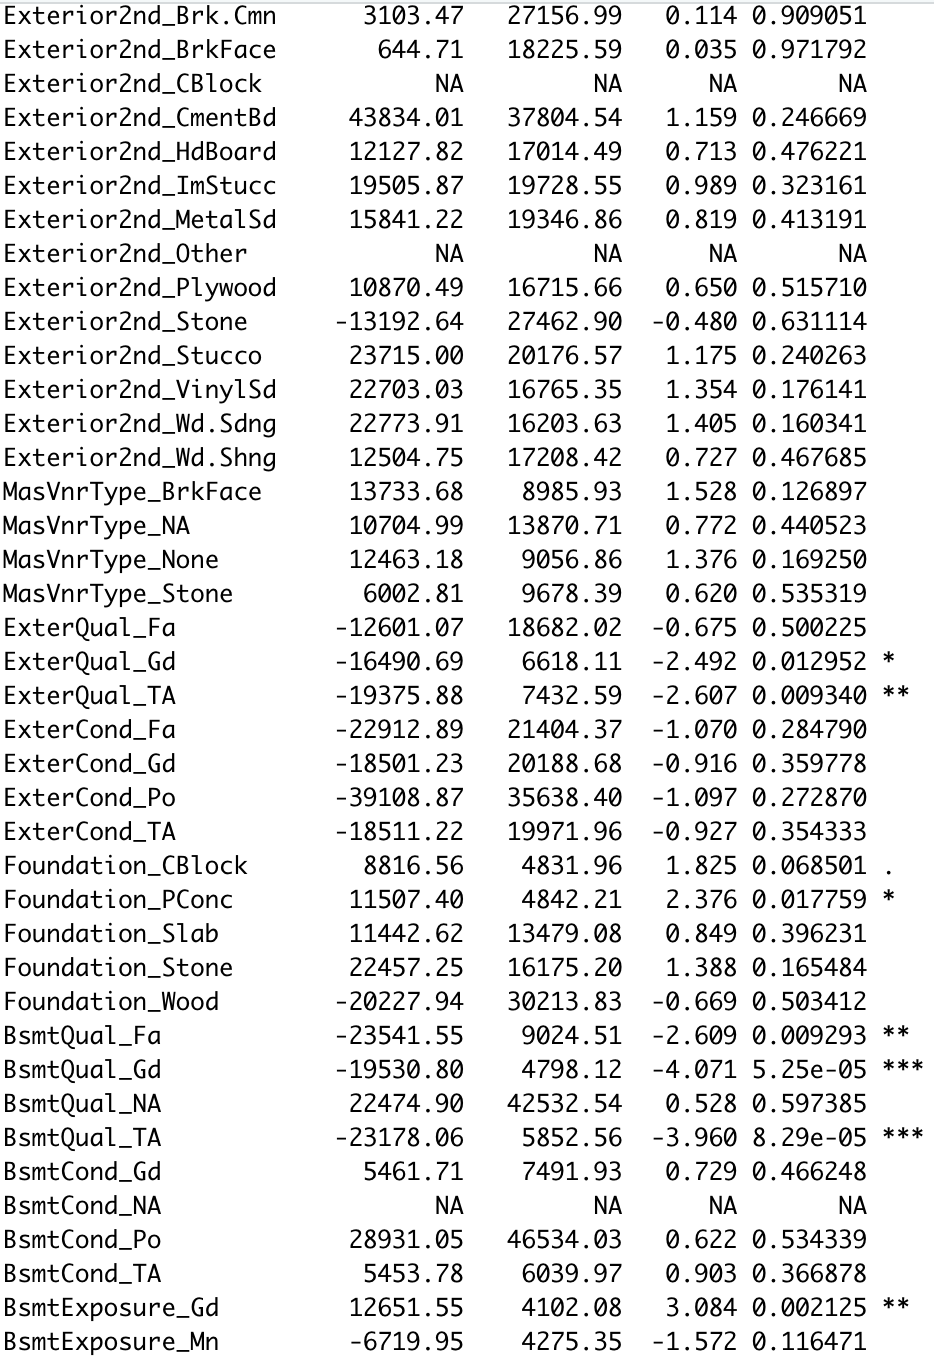 Exterior2nd_Brk.Cmn 3103.47 27156.99 0.114 0.909051
Exterior2nd_BrkFace 644.71 18225.59 0.035 0.971792
Exterior2nd_CBlock NA NA NA NA
Exterior2nd_CmentBd 43834.01 37804.54 1.159 0.246669
Exterior2nd_HdBoard 12127.82 17014.49 0.713 0.476221
Exterior2nd_ImStucc 19505.87 19728.55 0.989 0.323161
Exterior2nd_MetalSd 15841.22 19346.86 0.819 0.413191
Exterior2nd_Other NA NA NA NA
Exterior2nd_Plywood 10870.49 16715.66 0.650 0.515710
Exterior2nd_Stone -13192.64 27462.90 -0.480 0.631114
Exterior2nd_Stucco 23715.00 20176.57 1.175 0.240263
Exterior2nd_VinylSd 22703.03 16765.35 1.354 0.176141
Exterior2nd_Wd.Sdng 22773.91 16203.63 1.405 0.160341
Exterior2nd_Wd.Shng 12504.75 17208.42 0.727 0.467685
MasVnrType_BrkFace 13733.68 8985.93 1.528 0.126897
MasVnrType_NA 10704.99 13870.71 0.772 0.440523
MasVnrType_None 12463.18 9056.86 1.376 0.169250
MasVnrType_Stone 6002.81 9678.39 0.620 0.535319
ExterQual_Fa -12601.07 18682.02 -0.675 0.500225
ExterQual_Gd -16490.69 6618.11 -2.492 0.012952 *
ExterQual_TA -19375.88 7432.59 -2.607 0.009340 **
ExterCond_Fa -22912.89 21404.37 -1.070 0.284790
ExterCond_Gd -18501.23 20188.68 -0.916 0.359778
ExterCond_Po -39108.87 35638.40 -1.097 0.272870
ExterCond_TA -18511.22 19971.96 -0.927 0.354333
Foundation_CBlock 8816.56 4831.96 1.825 0.068501 .
Foundation_PConc 11507.40 4842.21 2.376 0.017759 *
Foundation_Slab 11442.62 13479.08 0.849 0.396231
Foundation_Stone 22457.25 16175.20 1.388 0.165484
Foundation_Wood -20227.94 30213.83 -0.669 0.503412
BsmtQual_Fa -23541.55 9024.51 -2.609 0.009293 **
BsmtQual_Gd -19530.80 4798.12 -4.071 5.25e-05 ***
BsmtQual_NA 22474.90 42532.54 0.528 0.597385
BsmtQual_TA -23178.06 5852.56 -3.960 8.29e-05 ***
BsmtCond_Gd 5461.71 7491.93 0.729 0.466248
BsmtCond_NA NA NA NA NA
BsmtCond_Po 28931.05 46534.03 0.622 0.534339
BsmtCond_TA 5453.78 6039.97 0.903 0.366878
BsmtExposure_Gd 12651.55 4102.08 3.084 0.002125 **
BsmtExposure_Mn -6719.95 4275.35 -1.572 0.116471